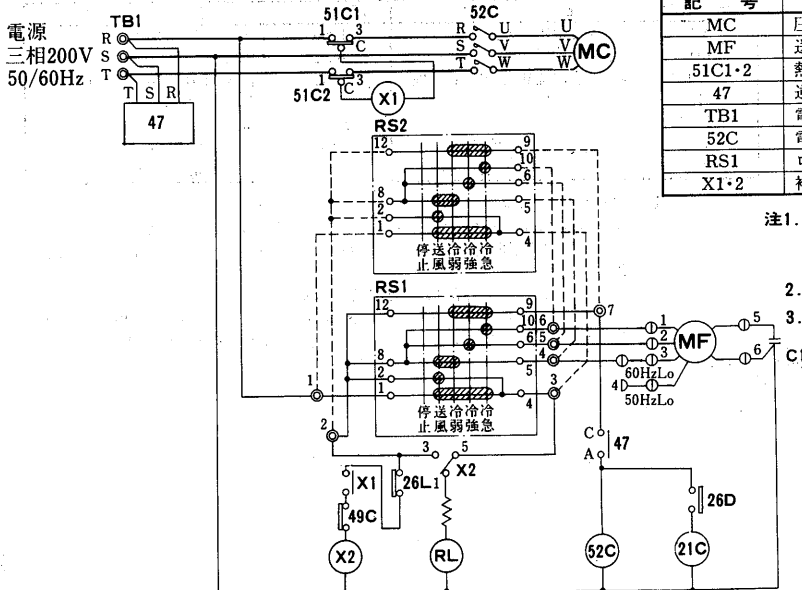 電源
三相200V
50/60Hz
TB1
R
S
T
T S R
47
51C1
1 3
C
51C2
1 3
C
X1
52C
R U U
S V V
T W W
MC
記 号
MC
MF
51C1·2
47
TB1
52C
RS1
X1·2
注1.
2.
3.
C1
RS2
12 9
10
6
8 5
2
1 4
停送冷冷冷
止風弱強急
RS1
12 9 7
10 6 1
6 5 2
8 4 3
5
2
1 1 4 3
停送冷冷冷
止風弱強急
MF
5
6
60HzLo
4
50HzLo
2
3 5
X2
X1
26L1
49C
X2
RL
C
A
47
26D
52C
21C